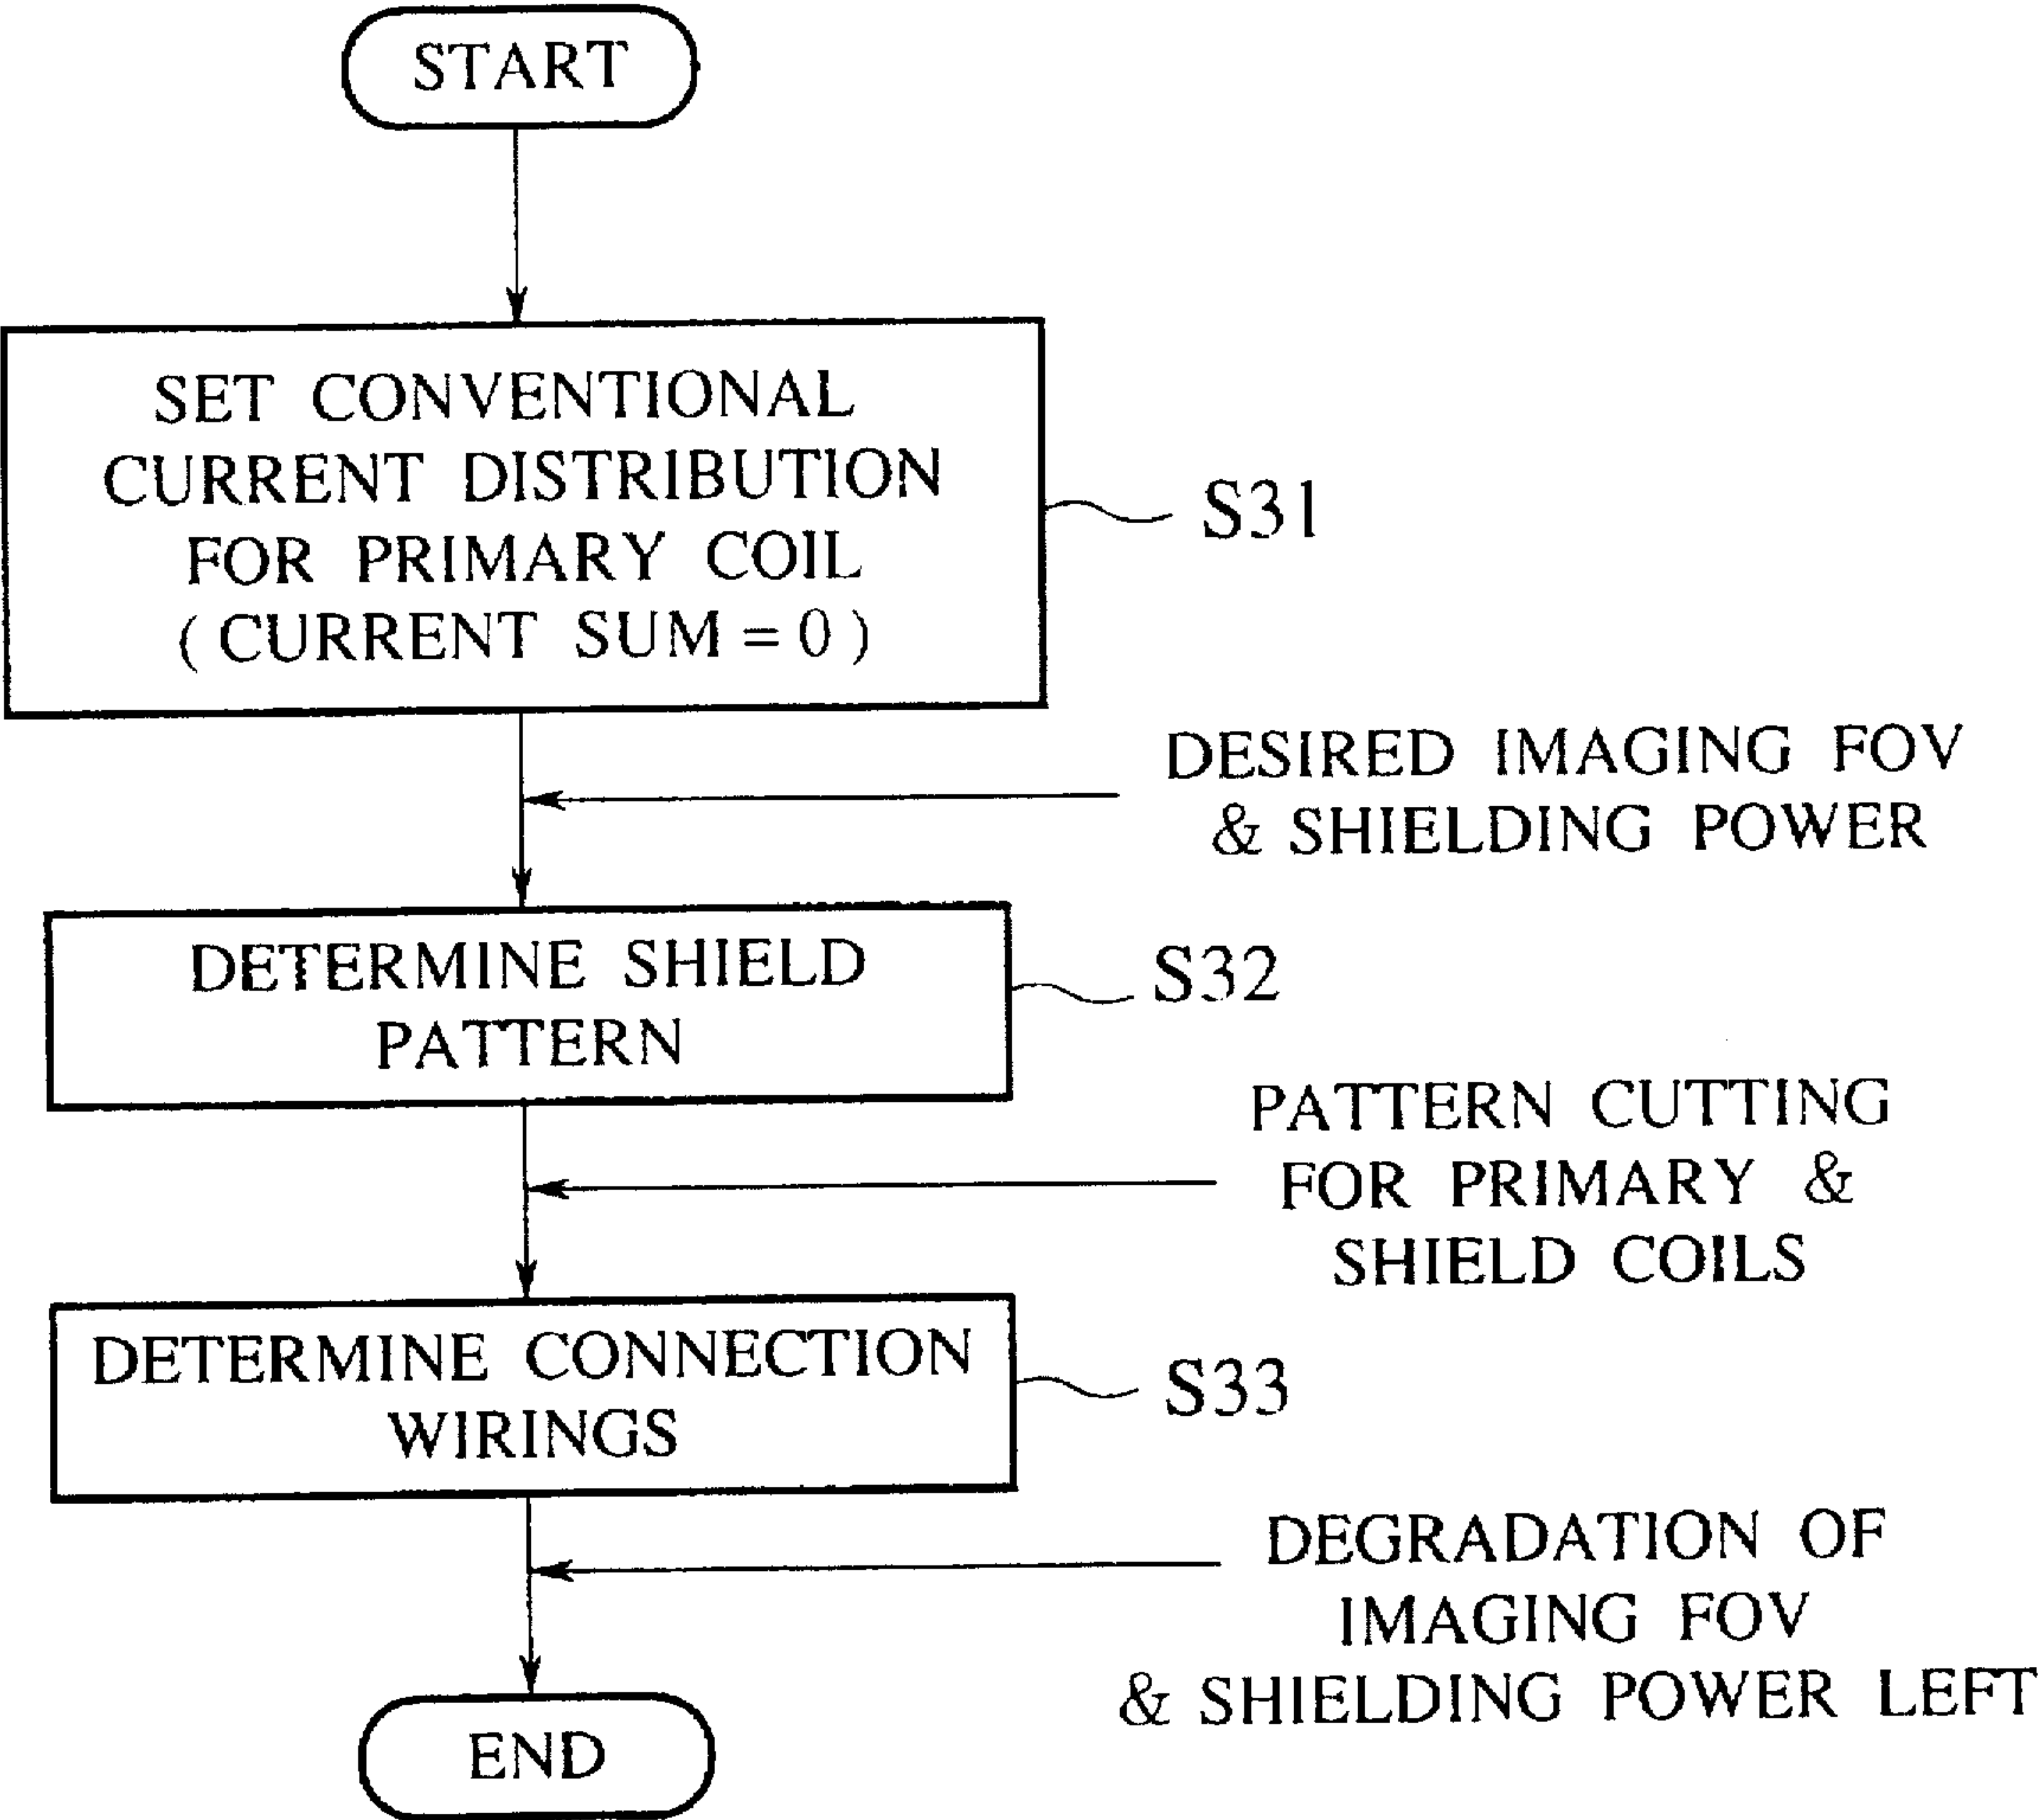 START
SET CONVENTIONAL
CURRENT DISTRIBUTION
FOR PRIMARY COIL
( CURRENT SUM = 0 )
S31
DESIRED IMAGING FOV
& SHIELDING POWER
DETERMINE SHIELD
PATTERN
S32
PATTERN CUTTING
FOR PRIMARY &
SHIELD COILS
DETERMINE CONNECTION
WIRINGS
S33
DEGRADATION OF
IMAGING FOV
& SHIELDING POWER LEFT
END